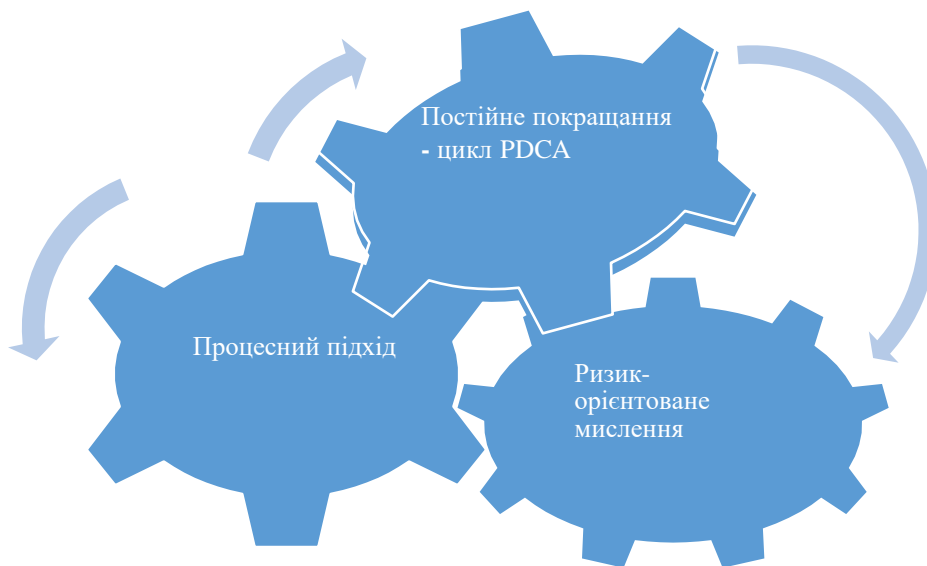 Постійне покращання
- цикл PDCA
Процесний підхід
Ризик-
орієнтоване
мислення